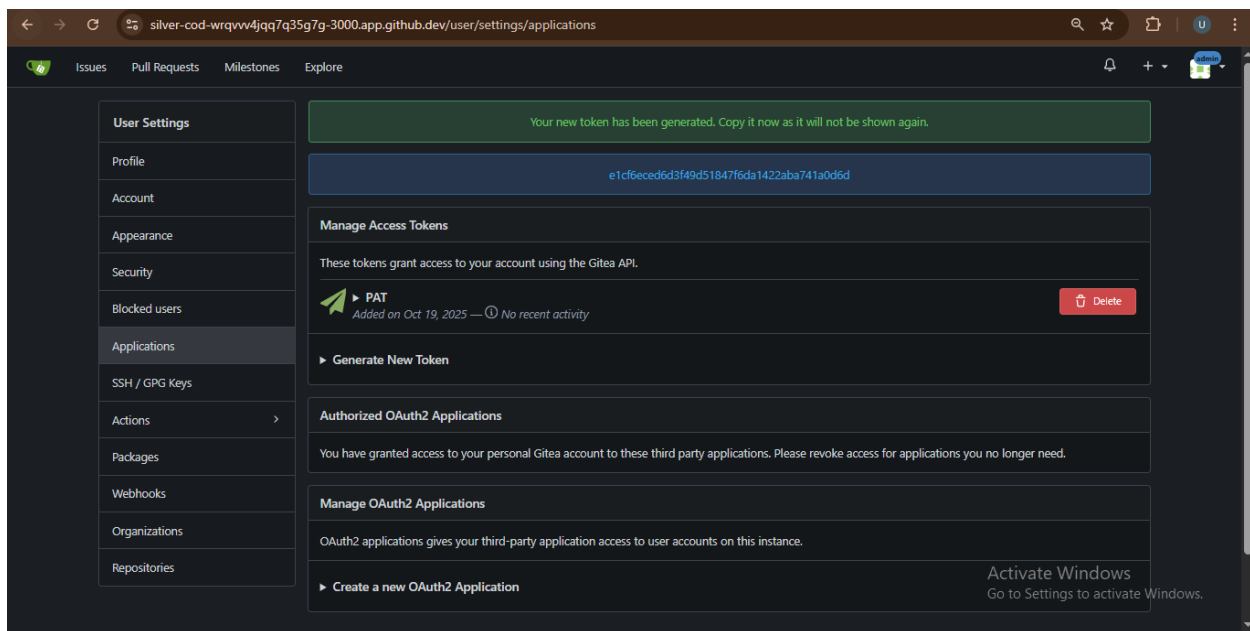 silver-cod-wrqvvv4jqq7q35g7g-3000.app.github.dev/user/settings/applications
U
Issues Pull Requests Milestones Explore
admin
User Settings
Profile
Account
Appearance
Security
Blocked users
Applications
SSH / GPG Keys
Actions
Packages
Webhooks
Organizations
Repositories
Your new token has been generated. Copy it now as it will not be shown again.
e1cf6eced6d3f49d51847f6da1422aba741a0d6d
Manage Access Tokens
These tokens grant access to your account using the Gitea API.
PAT
Added on Oct 19, 2025 — No recent activity
Delete
Generate New Token
Authorized OAuth2 Applications
You have granted access to your personal Gitea account to these third party applications. Please revoke access for applications you no longer need.
Manage OAuth2 Applications
OAuth2 applications gives your third-party application access to user accounts on this instance.
Create a new OAuth2 Application
Activate Windows
Go to Settings to activate Windows.